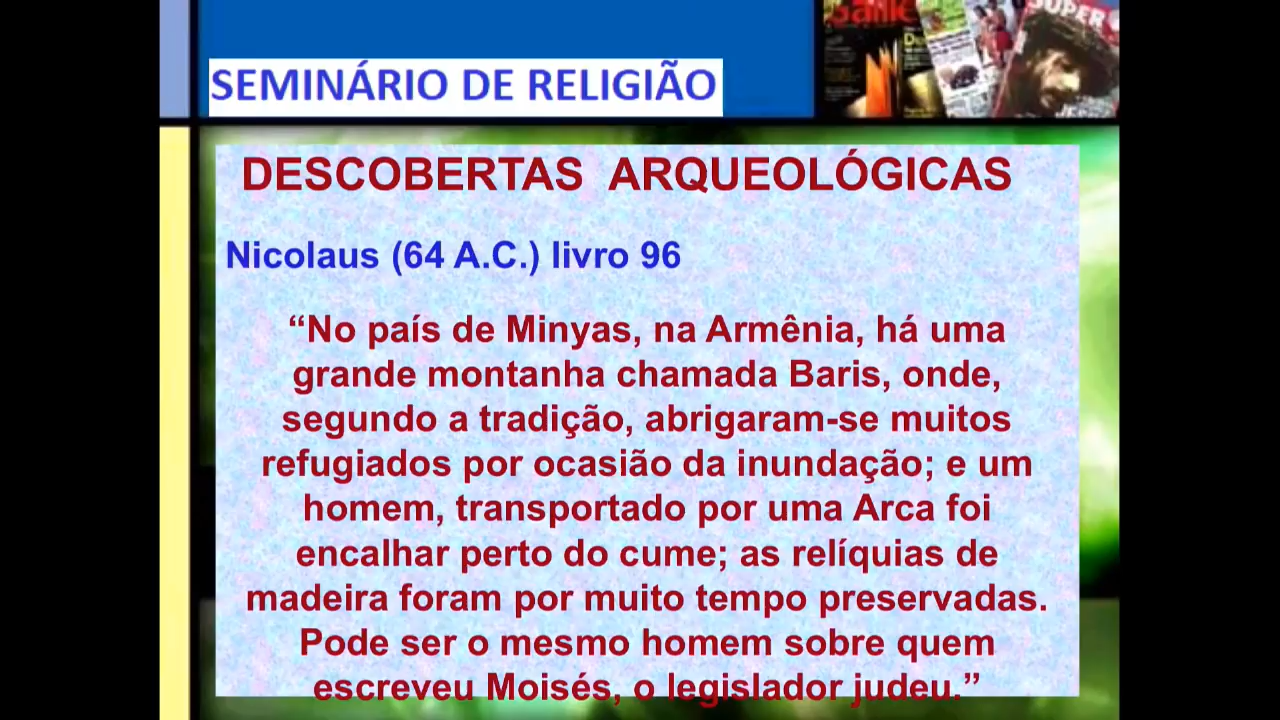 Saúde
SUPER
SEMINÁRIO DE RELIGIÃO
DESCOBERTAS ARQUEOLÓGICAS
Nicolaus (64 A.C.) livro 96
“No país de Minyas, na Armênia, há uma
grande montanha chamada Baris, onde,
segundo a tradição, abrigaram-se muitos
refugiados por ocasião da inundação; e um
homem, transportado por uma Arca foi
encalhar perto do cume; as relíquias de
madeira foram por muito tempo preservadas.
Pode ser o mesmo homem sobre quem
escreveu Moisés, o legislador judeu.”